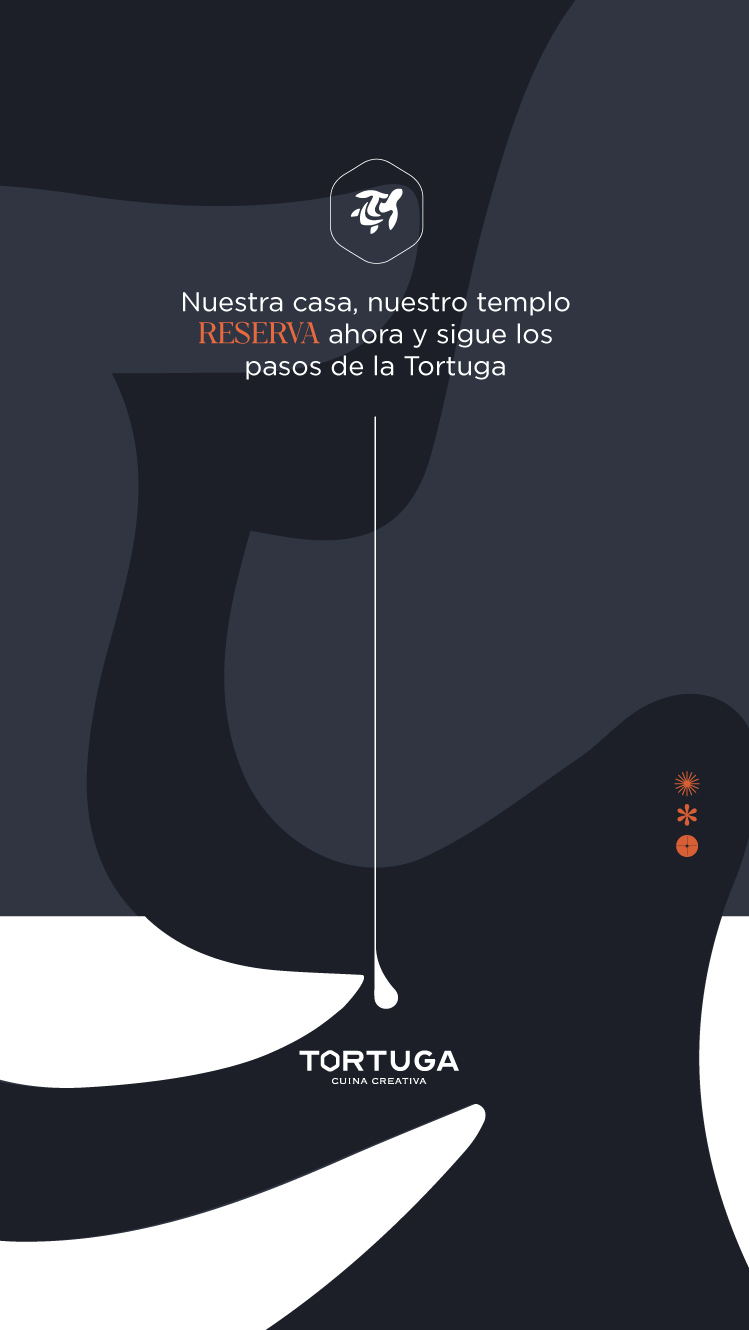 Nuestra casa, nuestro templo
RESERVA ahora y sigue los
pasos de la Tortuga
TORTUGA
CUINA CREATIVA